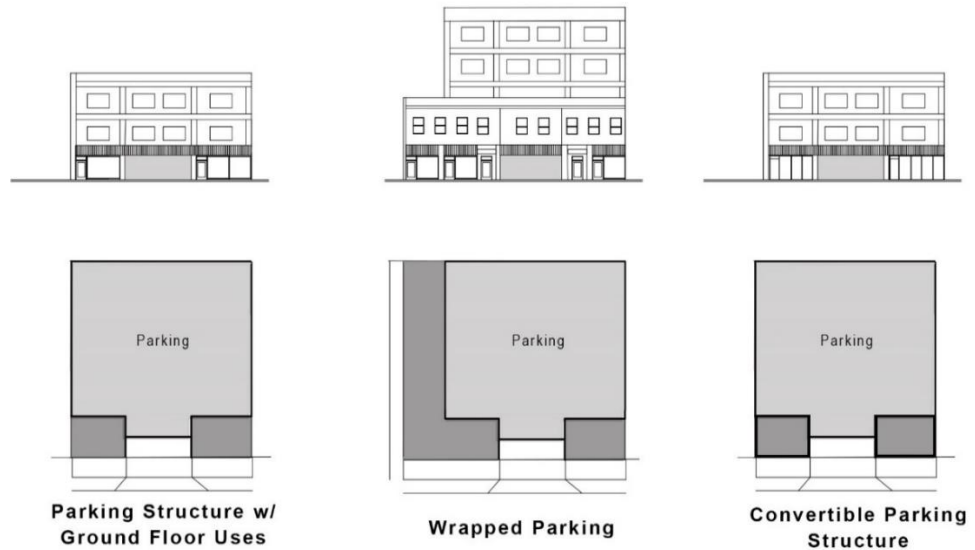 Parking
Parking
Parking
Parking Structure w/
Ground Floor Uses
Wrapped Parking
Convertible Parking
Structure